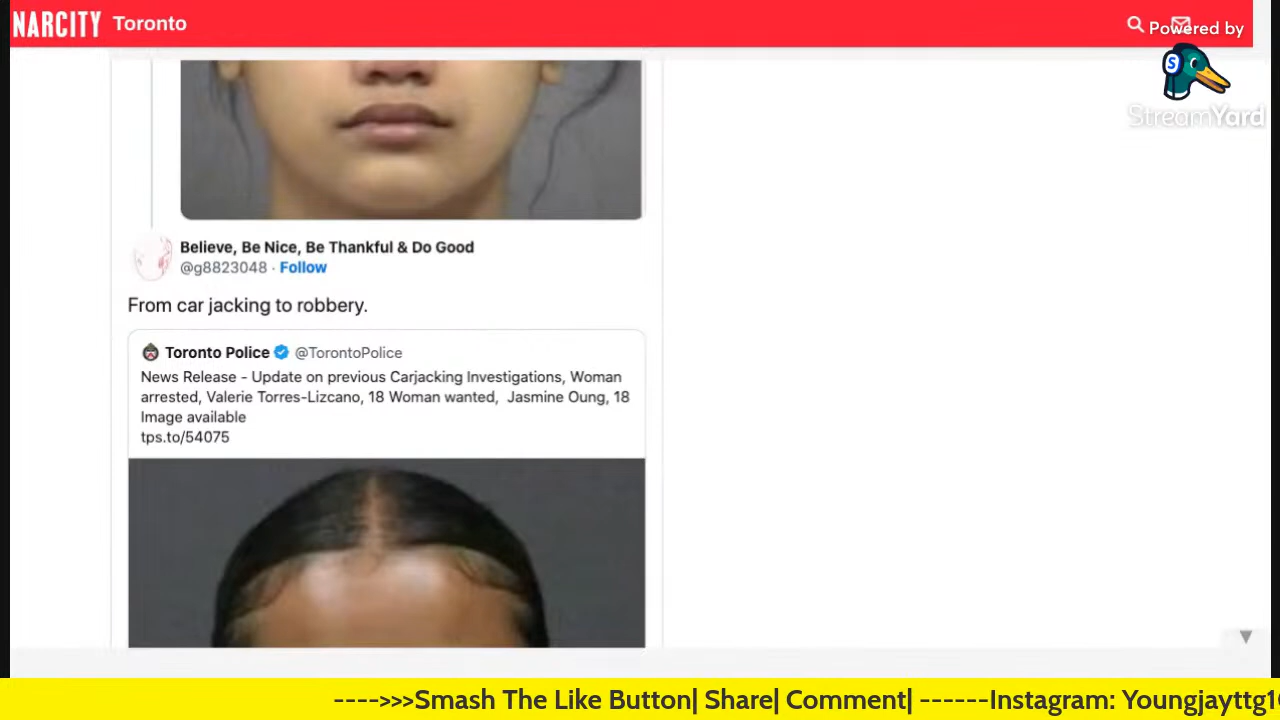 NARCITY Toronto
Powered by
StreamYard
Believe, Be Nice, Be Thankful & Do Good
@g8823048 · Follow
From car jacking to robbery.
Toronto Police @TorontoPolice
News Release - Update on previous Carjacking Investigations, Woman
arrested, Valerie Torres-Lizcano, 18 Woman wanted, Jasmine Oung, 18
Image available
tps.to/54075
---->>>Smash The Like Button| Share| Comment| ------Instagram: Youngjayttg1